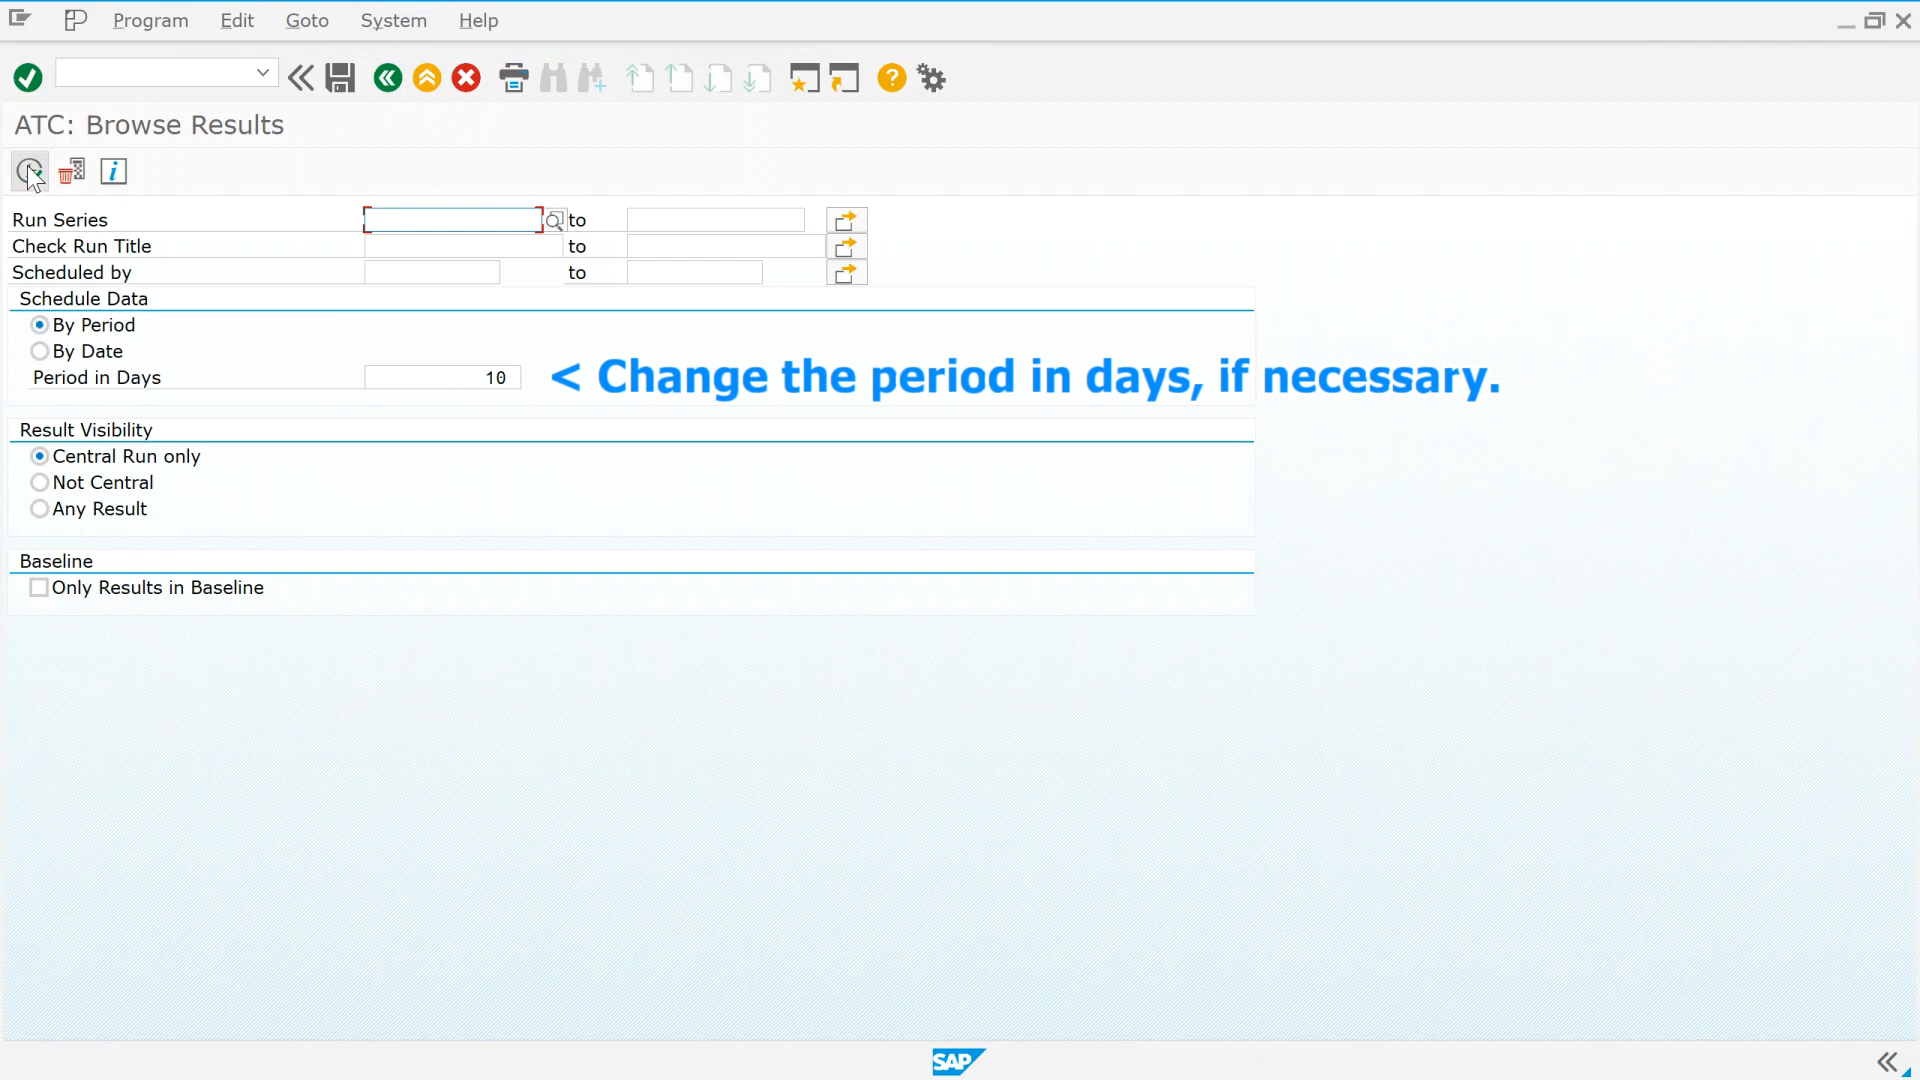 Program Edit Goto System Help
ATC: Browse Results
Run Series to
Check Run Title to
Scheduled by to
Schedule Data
By Period
By Date
Period in Days 10 < Change the period in days, if necessary.
Result Visibility
Central Run only
Not Central
Any Result
Baseline
Only Results in Baseline
SAP